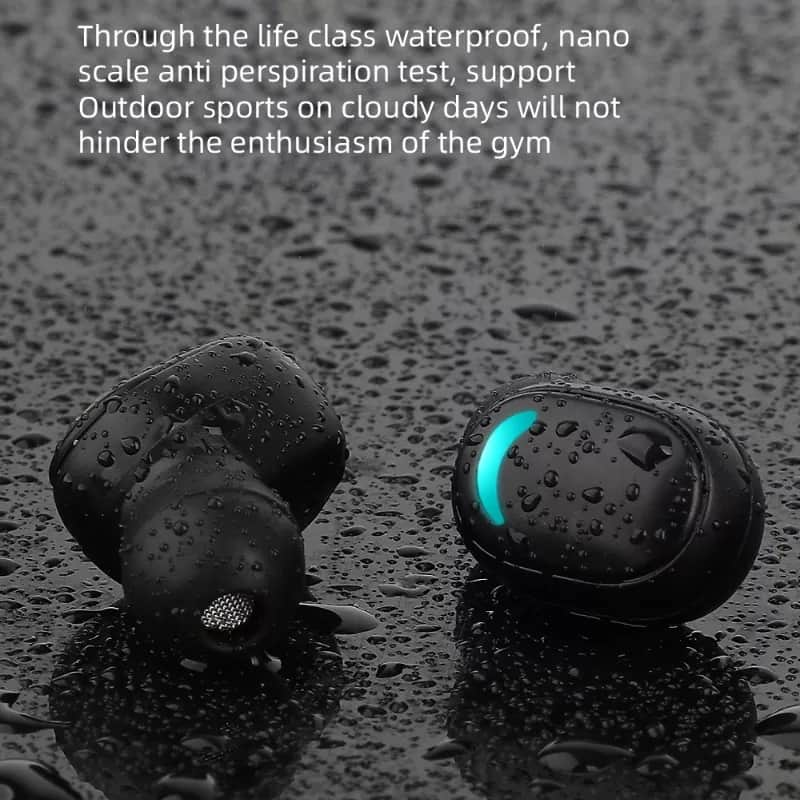 Through the life class waterproof, nano
scale anti perspiration test, support
Outdoor sports on cloudy days will not
hinder the enthusiasm of the gym